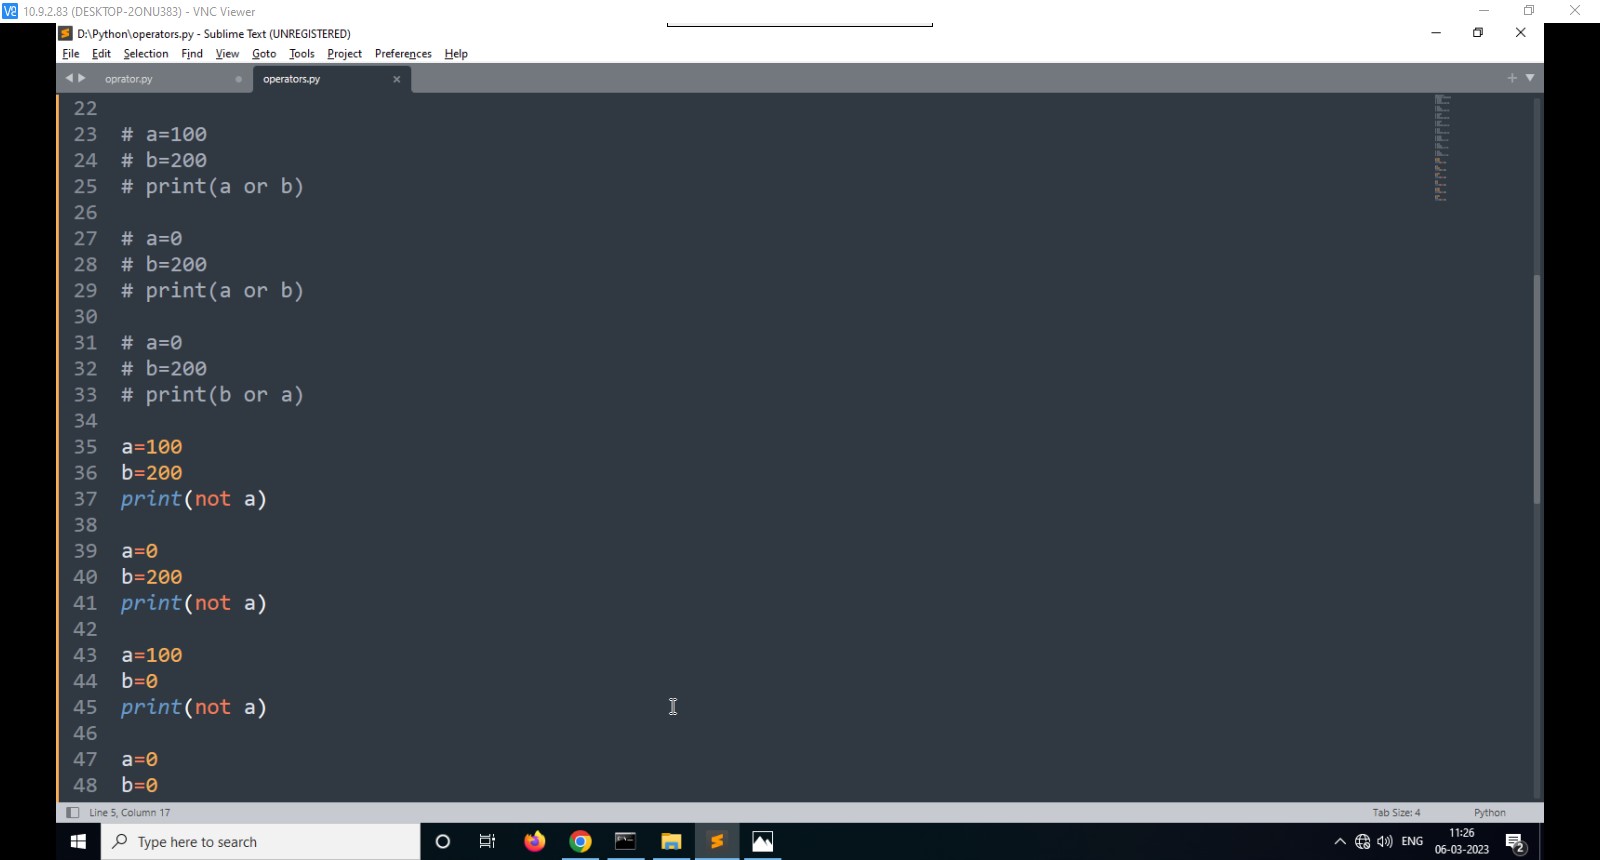 10.9.2.83 (DESKTOP-2ONU383) - VNC Viewer
D:\Python\operators.py - Sublime Text (UNREGISTERED)
File Edit Selection Find View Goto Tools Project Preferences Help
oprator.py operators.py
22
23 # a=100
24 # b=200
25 # print(a or b)
26
27 # a=0
28 # b=200
29 # print(a or b)
30
31 # a=0
32 # b=200
33 # print(b or a)
34
35 a=100
36 b=200
37 print(not a)
38
39 a=0
40 b=200
41 print(not a)
42
43 a=100
44 b=0
45 print(not a)
46
47 a=0
48 b=0
Line 5, Column 17 Tab Size: 4 Python
Type here to search ENG 11:26
06-03-2023 2